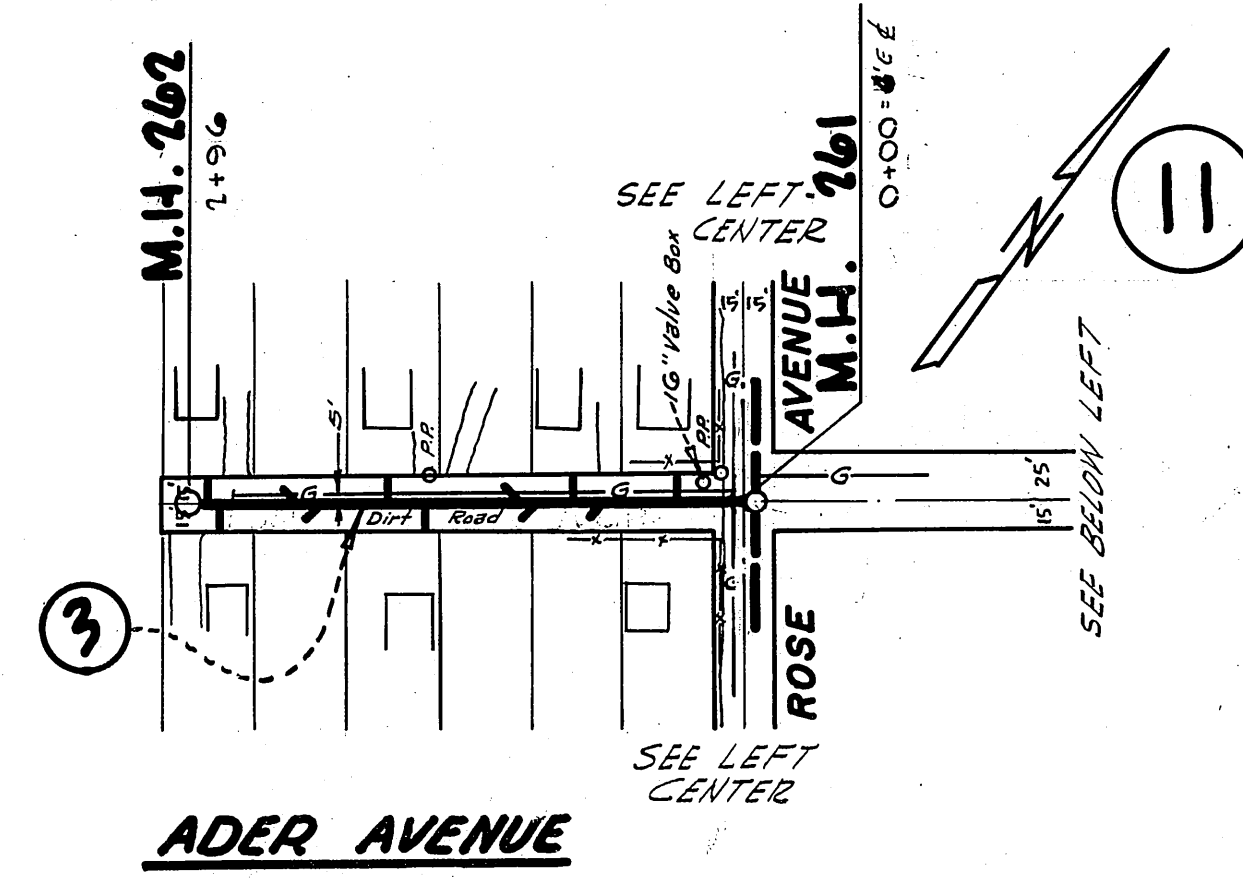 M.H. 262
2+96
SEE LEFT
CENTER
16" Valve Box
M.H. 261
AVENUE
11
N
15' 15'
5'
P.P.
P.P.
G
G
G
G
G
Dirt Road
15' 25'
SEE BELOW LEFT
3
ROSE
SEE LEFT
CENTER
ADER AVENUE